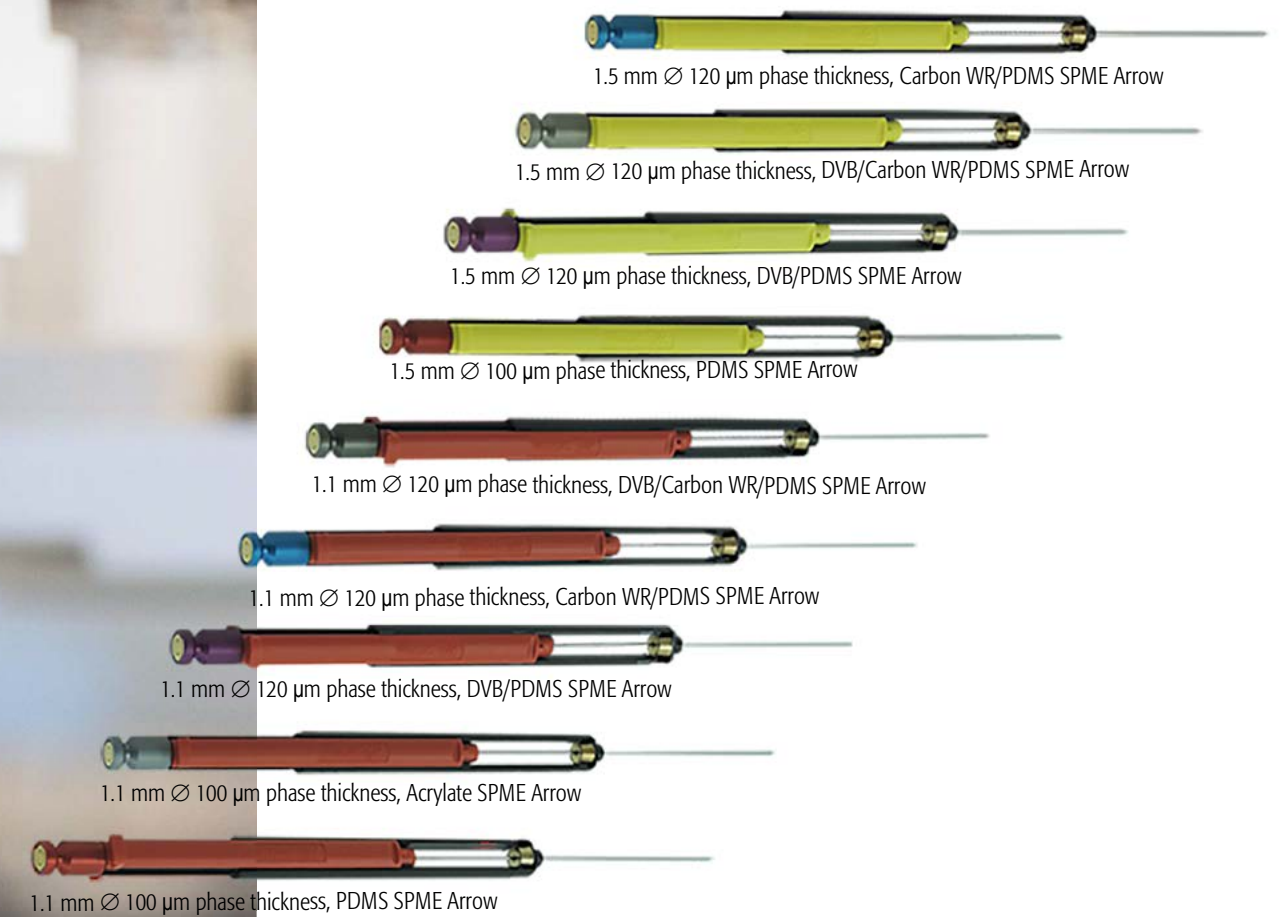 1.5 mm ∅ 120 µm phase thickness, Carbon WR/PDMS SPME Arrow
1.5 mm ∅ 120 µm phase thickness, DVB/Carbon WR/PDMS SPME Arrow
1.5 mm ∅ 120 µm phase thickness, DVB/PDMS SPME Arrow
1.5 mm ∅ 100 µm phase thickness, PDMS SPME Arrow
1.1 mm ∅ 120 µm phase thickness, DVB/Carbon WR/PDMS SPME Arrow
1.1 mm ∅ 120 µm phase thickness, Carbon WR/PDMS SPME Arrow
1.1 mm ∅ 120 µm phase thickness, DVB/PDMS SPME Arrow
1.1 mm ∅ 100 µm phase thickness, Acrylate SPME Arrow
1.1 mm ∅ 100 µm phase thickness, PDMS SPME Arrow